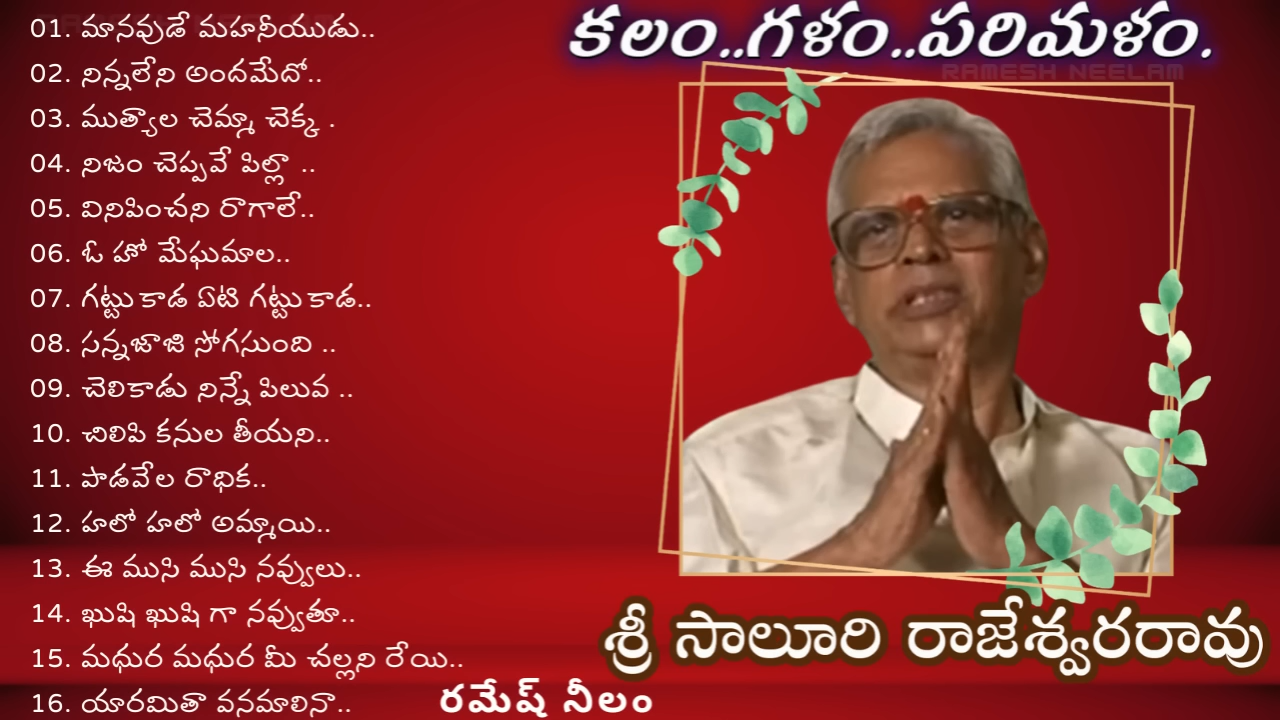 01. మానవుడే మహనీయుడు..
02. నిన్నలేని అందమేదో..
03. ముత్యాల చెమ్మా చెక్క .
04. నిజం చెప్పవే పిల్లా ..
05. వినిపించని రాగాలే..
06. ఓ హో మేఘమాల..
07. గట్టుకాడ ఏటి గట్టుకాడ..
08. సన్నజాజి సోగసుంది ..
09. చెలికాడు నిన్నే పిలువ ..
10. చిలిపి కనుల తీయని..
11. పాడవేల రాధిక..
12. హలో హలో అమ్మాయి..
13. ఈ ముసి ముసి నవ్వులు..
14. ఖుషి ఖుషి గా నవ్వుతూ..
15. మధుర మధుర మీ చల్లని రేయి..
16. యారమితా వనమాలినా..
కలం..గళం..పరిమళం.
RAMESH NEELAM
శ్రీ సాలూరి రాజేశ్వరరావు
రమేష్ నీలం